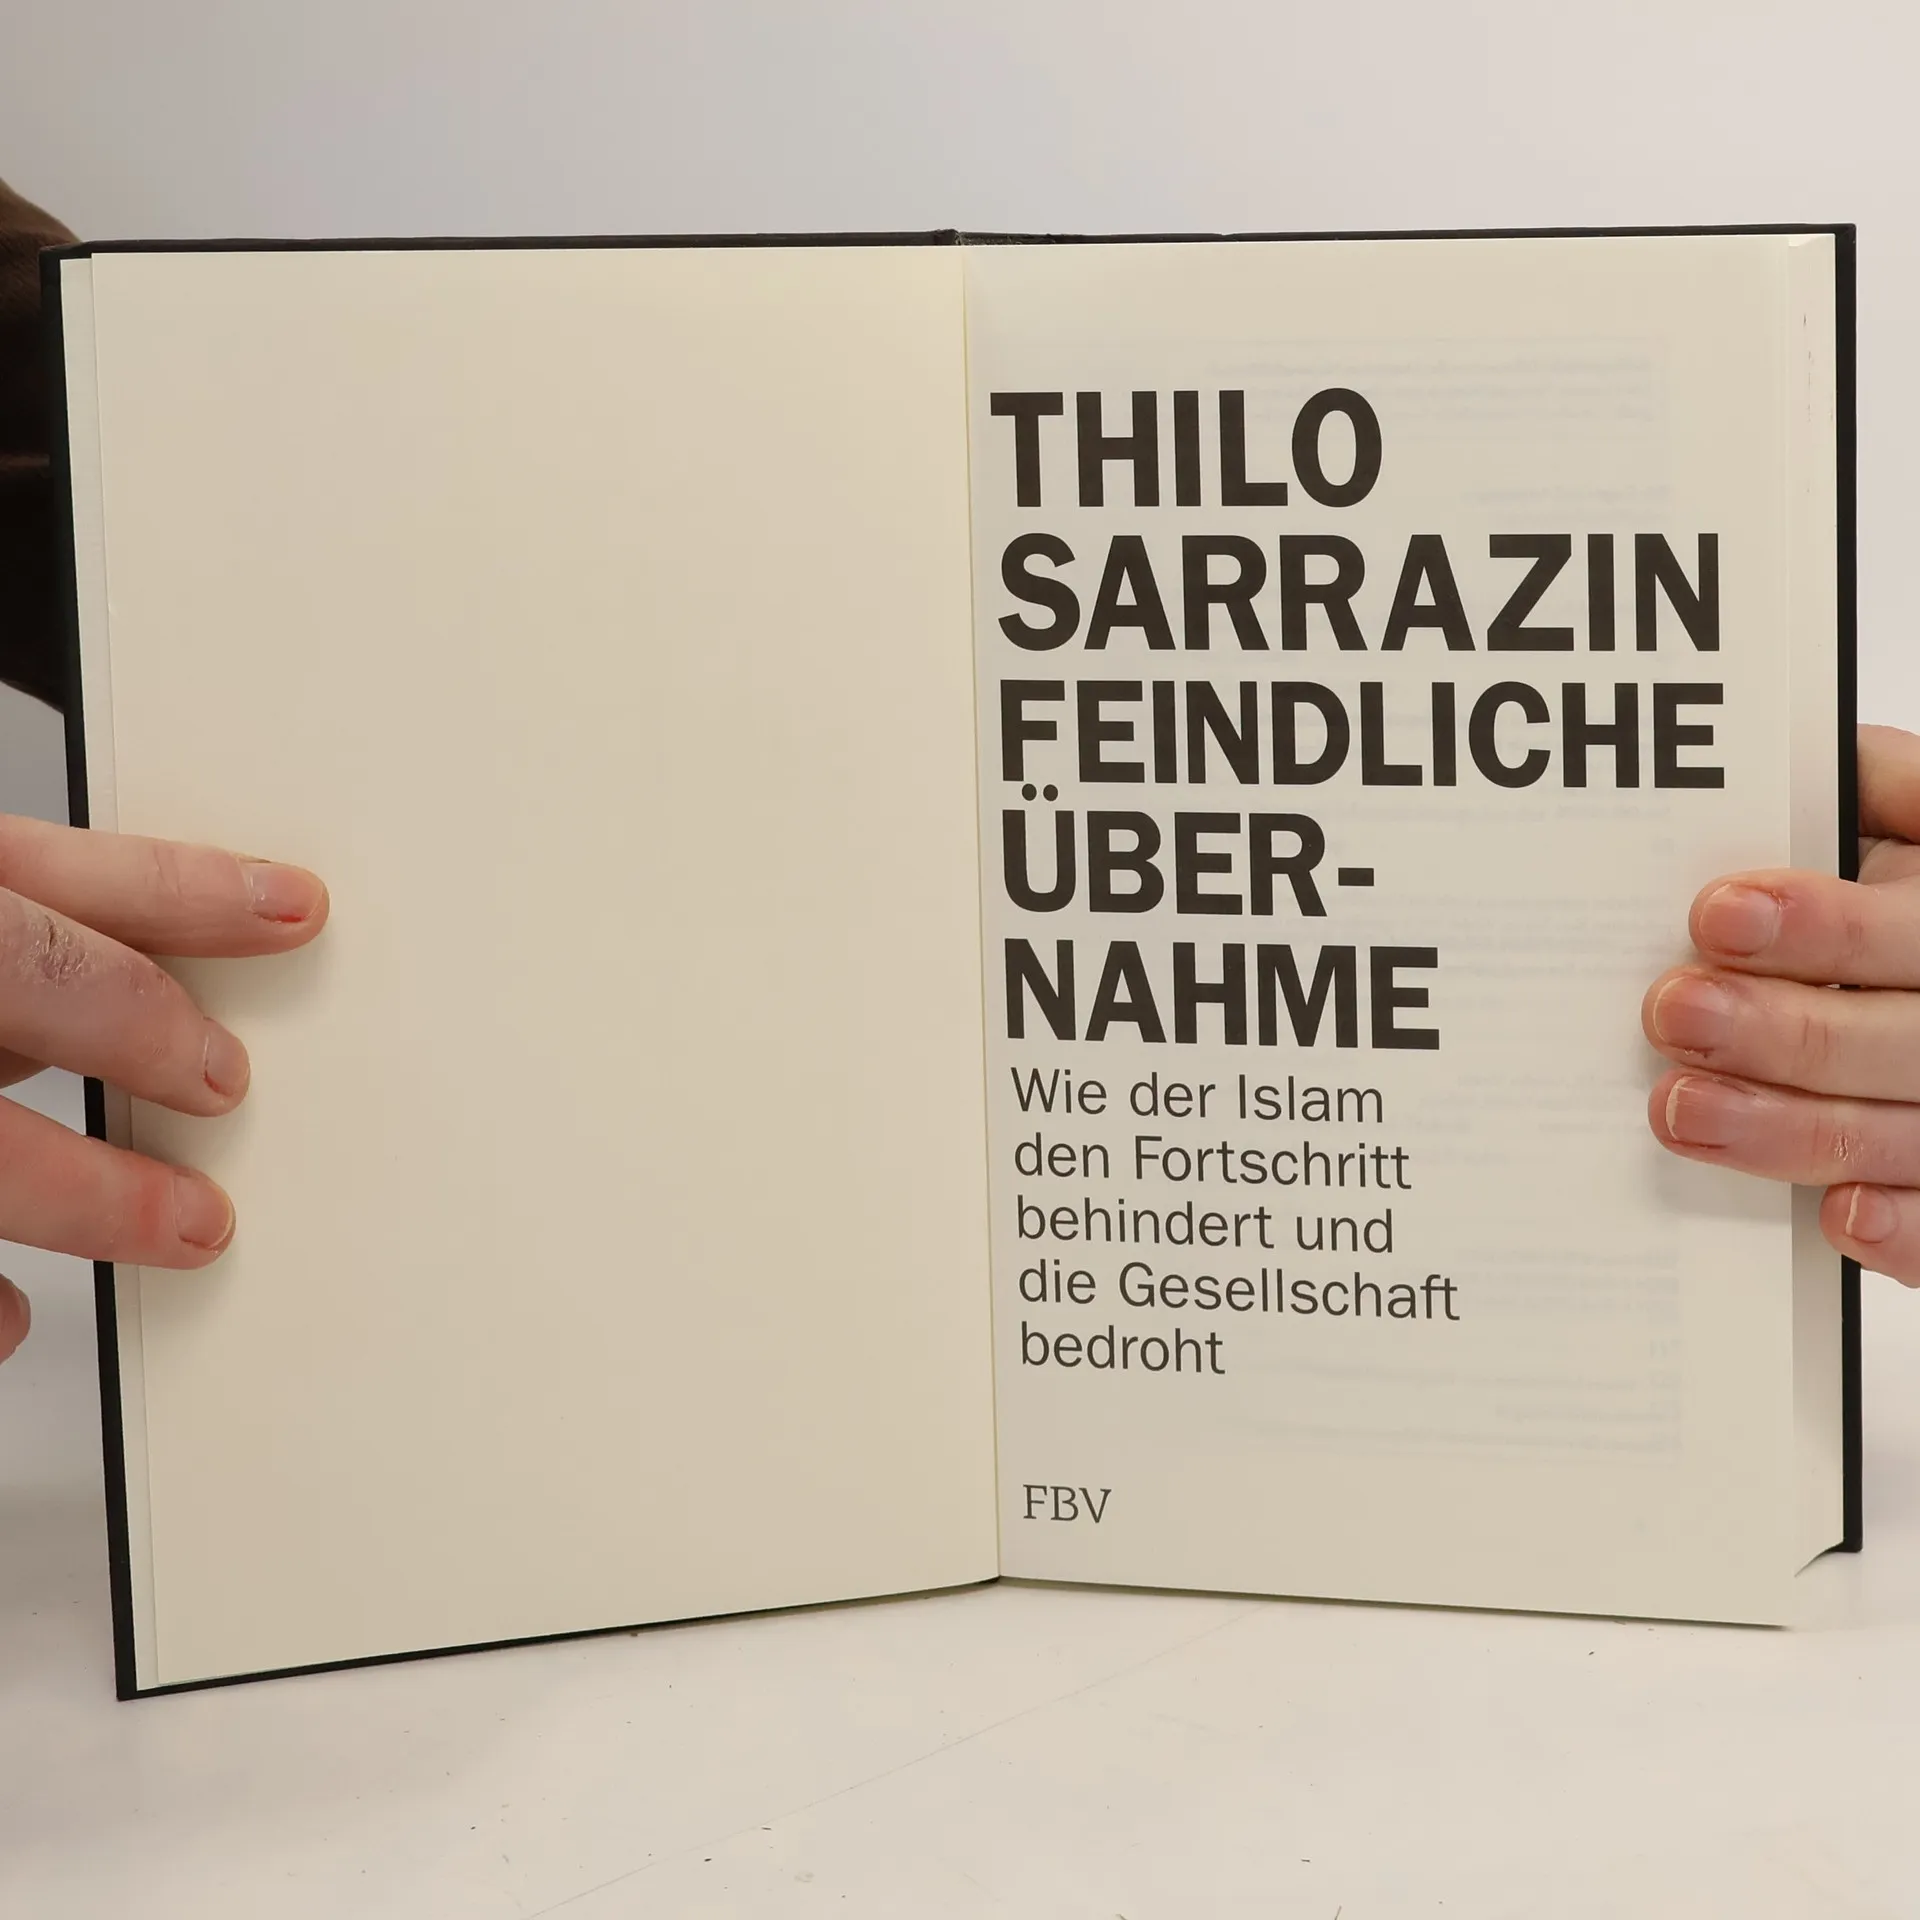 THILO
SARRAZIN
FEINDLICHE
ÜBER-
NAHME
Wie der Islam
den Fortschritt
behindert und
die Gesellschaft
bedroht
FBV